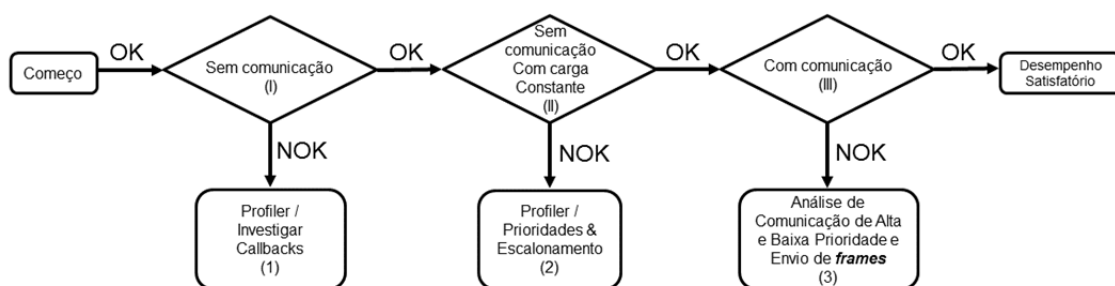 Começo
OK
Sem comunicação
(I)
OK
Sem
comunicação
Com carga
Constante
(II)
OK
Com comunicação
(III)
OK
Desempenho
Satisfatório
NOK
NOK
NOK
Profiler /
Investigar
Callbacks
(1)
Profiler /
Prioridades &
Escalonamento
(2)
Análise de
Comunicação de Alta
e Baixa Prioridade e
Envio de frames
(3)